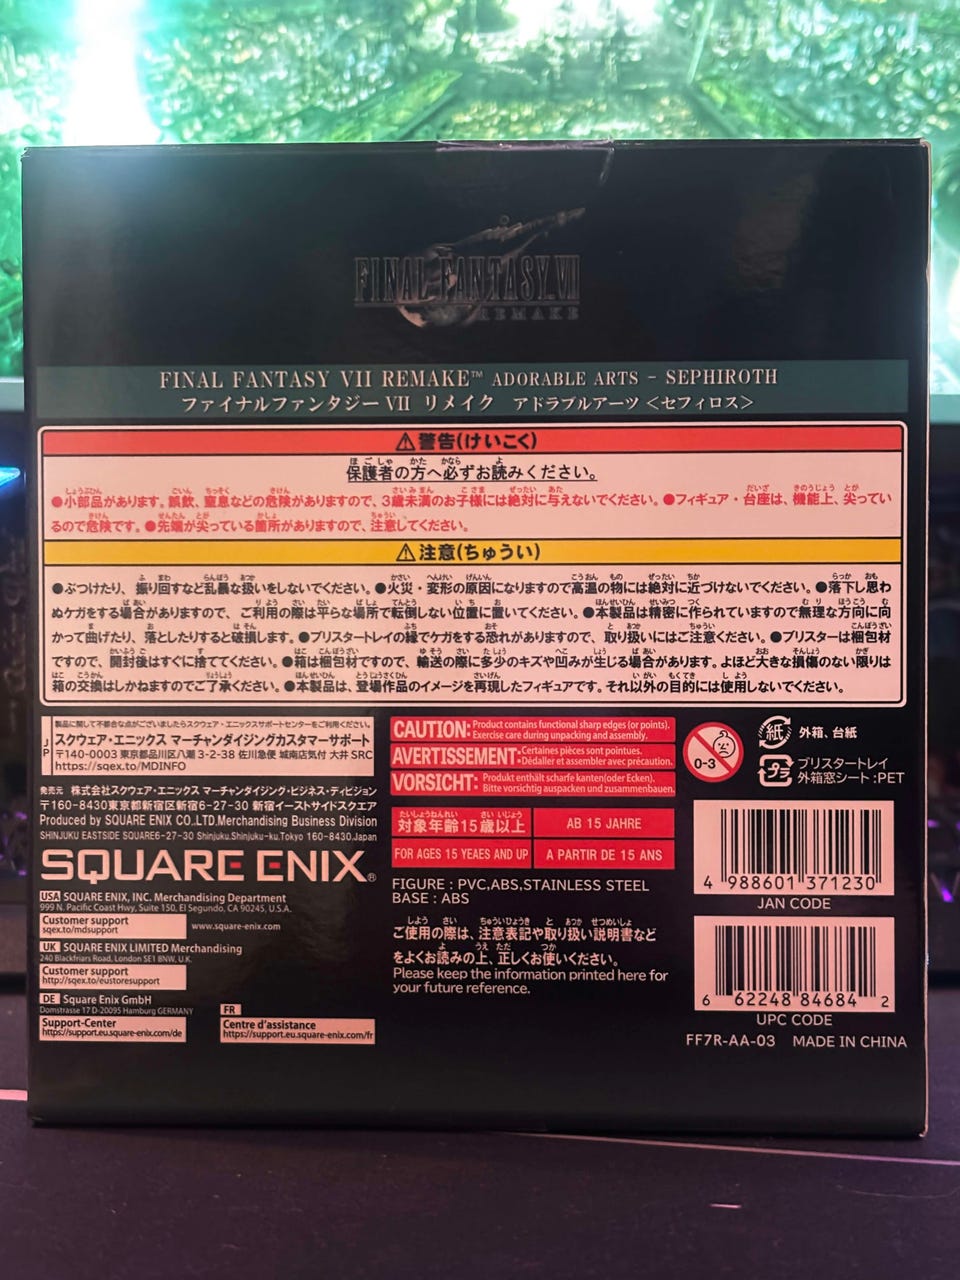 FINAL FANTASY VII
REMAKE
FINAL FANTASY VII REMAKE™ ADORABLE ARTS - SEPHIROTH
ファイナルファンタジーVII リメイク アドラブルアーツ <セフィロス>
⚠警告(けいこく)
保護者の方へ必ずお読みください。
●小部品があります。誤飲、窒息などの危険がありますので、3歳未満のお子様には絶対に与えないでください。●フィギュア・台座は、機能上、尖ってい
るので危険です。●先端が尖っている箇所がありますので、注意してください。
⚠注意(ちゅうい)
●ぶつけたり、振り回すなど乱暴な扱いをしないでください。●火災・変形の原因になりますので高温の物には絶対に近づけないでください。●落下し思わ
ぬケガをする場合がありますので、ご利用の際は平らな場所で転倒しない位置に置いてください。●本製品は精密に作られていますので無理な方向に向
かって曲げたり、落としたりすると破損します。●ブリスタートレイの縁でケガをする恐れがありますので、取り扱いにはご注意ください。●ブリスターは梱包材
ですので、開封後はすぐに捨ててください。●箱は梱包材ですので、輸送の際に多少のキズや凹みが生じる場合があります。よほど大きな損傷のない限りは
箱の交換はしかねますのでご了承ください。●本製品は、登場作品のイメージを再現したフィギュアです。それ以外の目的には使用しないでください。
JP
製品に関して不都合な点がございましたらスクウェア・エニックスサポートセンターをご利用ください。
スクウェア・エニックス マーチャンダイジングカスタマーサポート
〒140-0003 東京都品川区八潮 3-2-38 佐川急便 城南店気付 大井 SRC
https://sqex.to/MDINFO
発売元 株式会社スクウェア・エニックス マーチャンダイジング・ビジネス・ディビジョン
〒160-8430東京都新宿区新宿6-27-30 新宿イーストサイドスクエア
Produced by SQUARE ENIX CO.,LTD.Merchandising Business Division
SHINJUKU EASTSIDE SQUARE6-27-30 Shinjuku.Shinjuku-ku.Tokyo 160-8430.Japan
SQUARE ENIX®
USA SQUARE ENIX, INC. Merchandising Department
999 N. Pacific Coast Hwy, Suite 150, El Segundo, CA 90245, U.S.A.
Customer support
sqex.to/mdsupport
www.square-enix.com
UK SQUARE ENIX LIMITED Merchandising
240 Blackfriars Road, London SE1 8NW, U.K.
Customer support
http://sqex.to/eustoresupport
DE Square Enix GmbH
Domstrasse 17 D-20095 Hamburg GERMANY
Support-Center
https://support.eu.square-enix.com/de
FR
Centre d'assistance
https://support.eu.square-enix.com/fr
CAUTION: Product contains functional sharp edges (or points).
Exercise care during unpacking and assembly.
AVERTISSEMENT: •Certaines pièces sont pointues.
•Déballer et assembler avec précaution.
VORSICHT: Produkt enthält scharfe kanten(oder Ecken).
Bitte vorsichtig auspacken und zusammenbauen.
対象年齢15歳以上
AB 15 JAHRE
FOR AGES 15 YEAES AND UP
A PARTIR DE 15 ANS
FIGURE : PVC,ABS,STAINLESS STEEL
BASE : ABS
ご使用の際は、注意表記や取り扱い説明書など
をよくお読みの上、正しくお使いください。
Please keep the information printed here for
your future reference.
0-3
紙 外箱、台紙
プラ ブリスタートレイ
外箱窓シート:PET
4 988601 371230
JAN CODE
6 62248 84684 2
UPC CODE
FF7R-AA-03 MADE IN CHINA